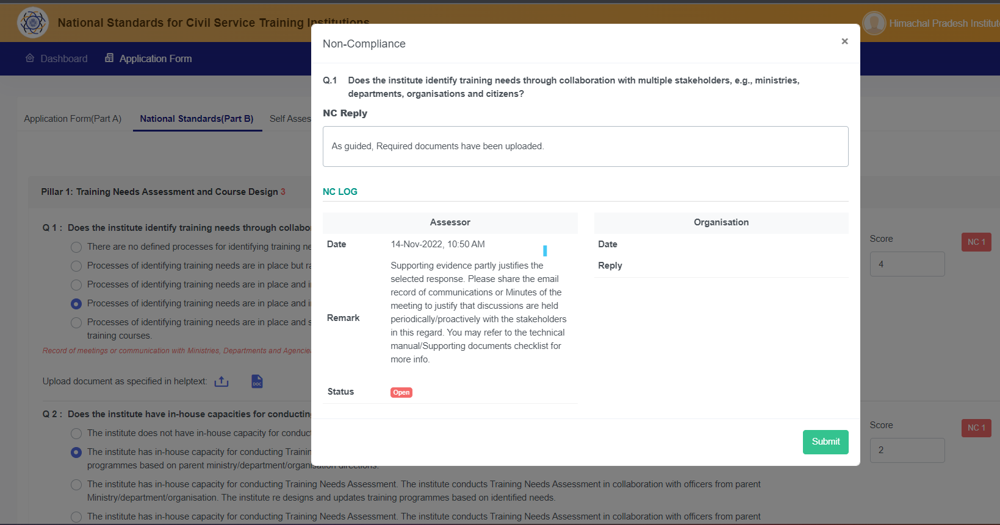 National Standards for Civil Service Training Institutions
Himachal Pradesh Institut
Dashboard
Application Form
Application Form(Part A)
National Standards(Part B)
Self Asses
Pillar 1: Training Needs Assessment and Course Design 3
Q 1 : Does the institute identify training needs through collabo
There are no defined processes for identifying training ne
Processes of identifying training needs are in place but ra
Processes of identifying training needs are in place and i
Processes of identifying training needs are in place and i
Processes of identifying training needs are in place and s
training courses.
Record of meetings or communication with Ministries, Departments and Agencie
Upload document as specified in helptext:
DOC
Score
NC 1
4
Q 2 : Does the institute have in-house capacities for conducting
The institute does not have in-house capacity for conduc
The institute has in-house capacity for conducting Trainin
programmes based on parent ministry/department/organisation directions.
The institute has in-house capacity for conducting Training Needs Assessment. The institute conducts Training Needs Assessment in collaboration with officers from parent
Ministry/department/organisation. The institute re designs and updates training programmes based on identified needs.
The institute has in-house capacity for conducting Training Needs Assessment. The institute conducts Training Needs Assessment in collaboration with officers from parent
Score
NC 1
2
Non-Compliance
×
Q.1 Does the institute identify training needs through collaboration with multiple stakeholders, e.g., ministries,
departments, organisations and citizens?
NC Reply
As guided, Required documents have been uploaded.
NC LOG
Assessor
Date 14-Nov-2022, 10:50 AM
Remark
Supporting evidence partly justifies the
selected response. Please share the email
record of communications or Minutes of the
meeting to justify that discussions are held
periodically/proactively with the stakeholders
in this regard. You may refer to the technical
manual/Supporting documents checklist for
more info.
Status Open
Organisation
Date
Reply
Submit